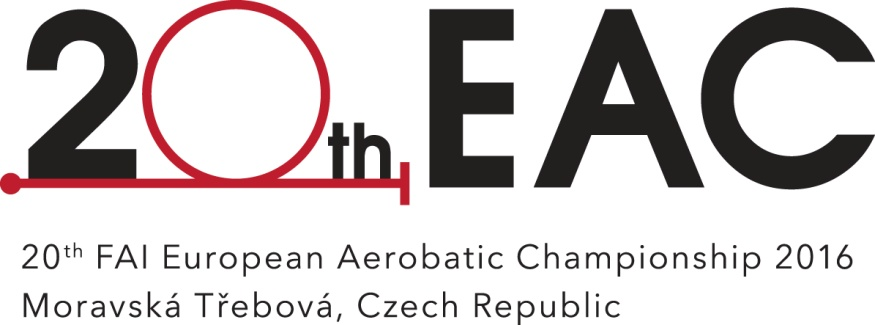 20th EAC
20th FAI European Aerobatic Championship 2016
Moravská Třebová, Czech Republic